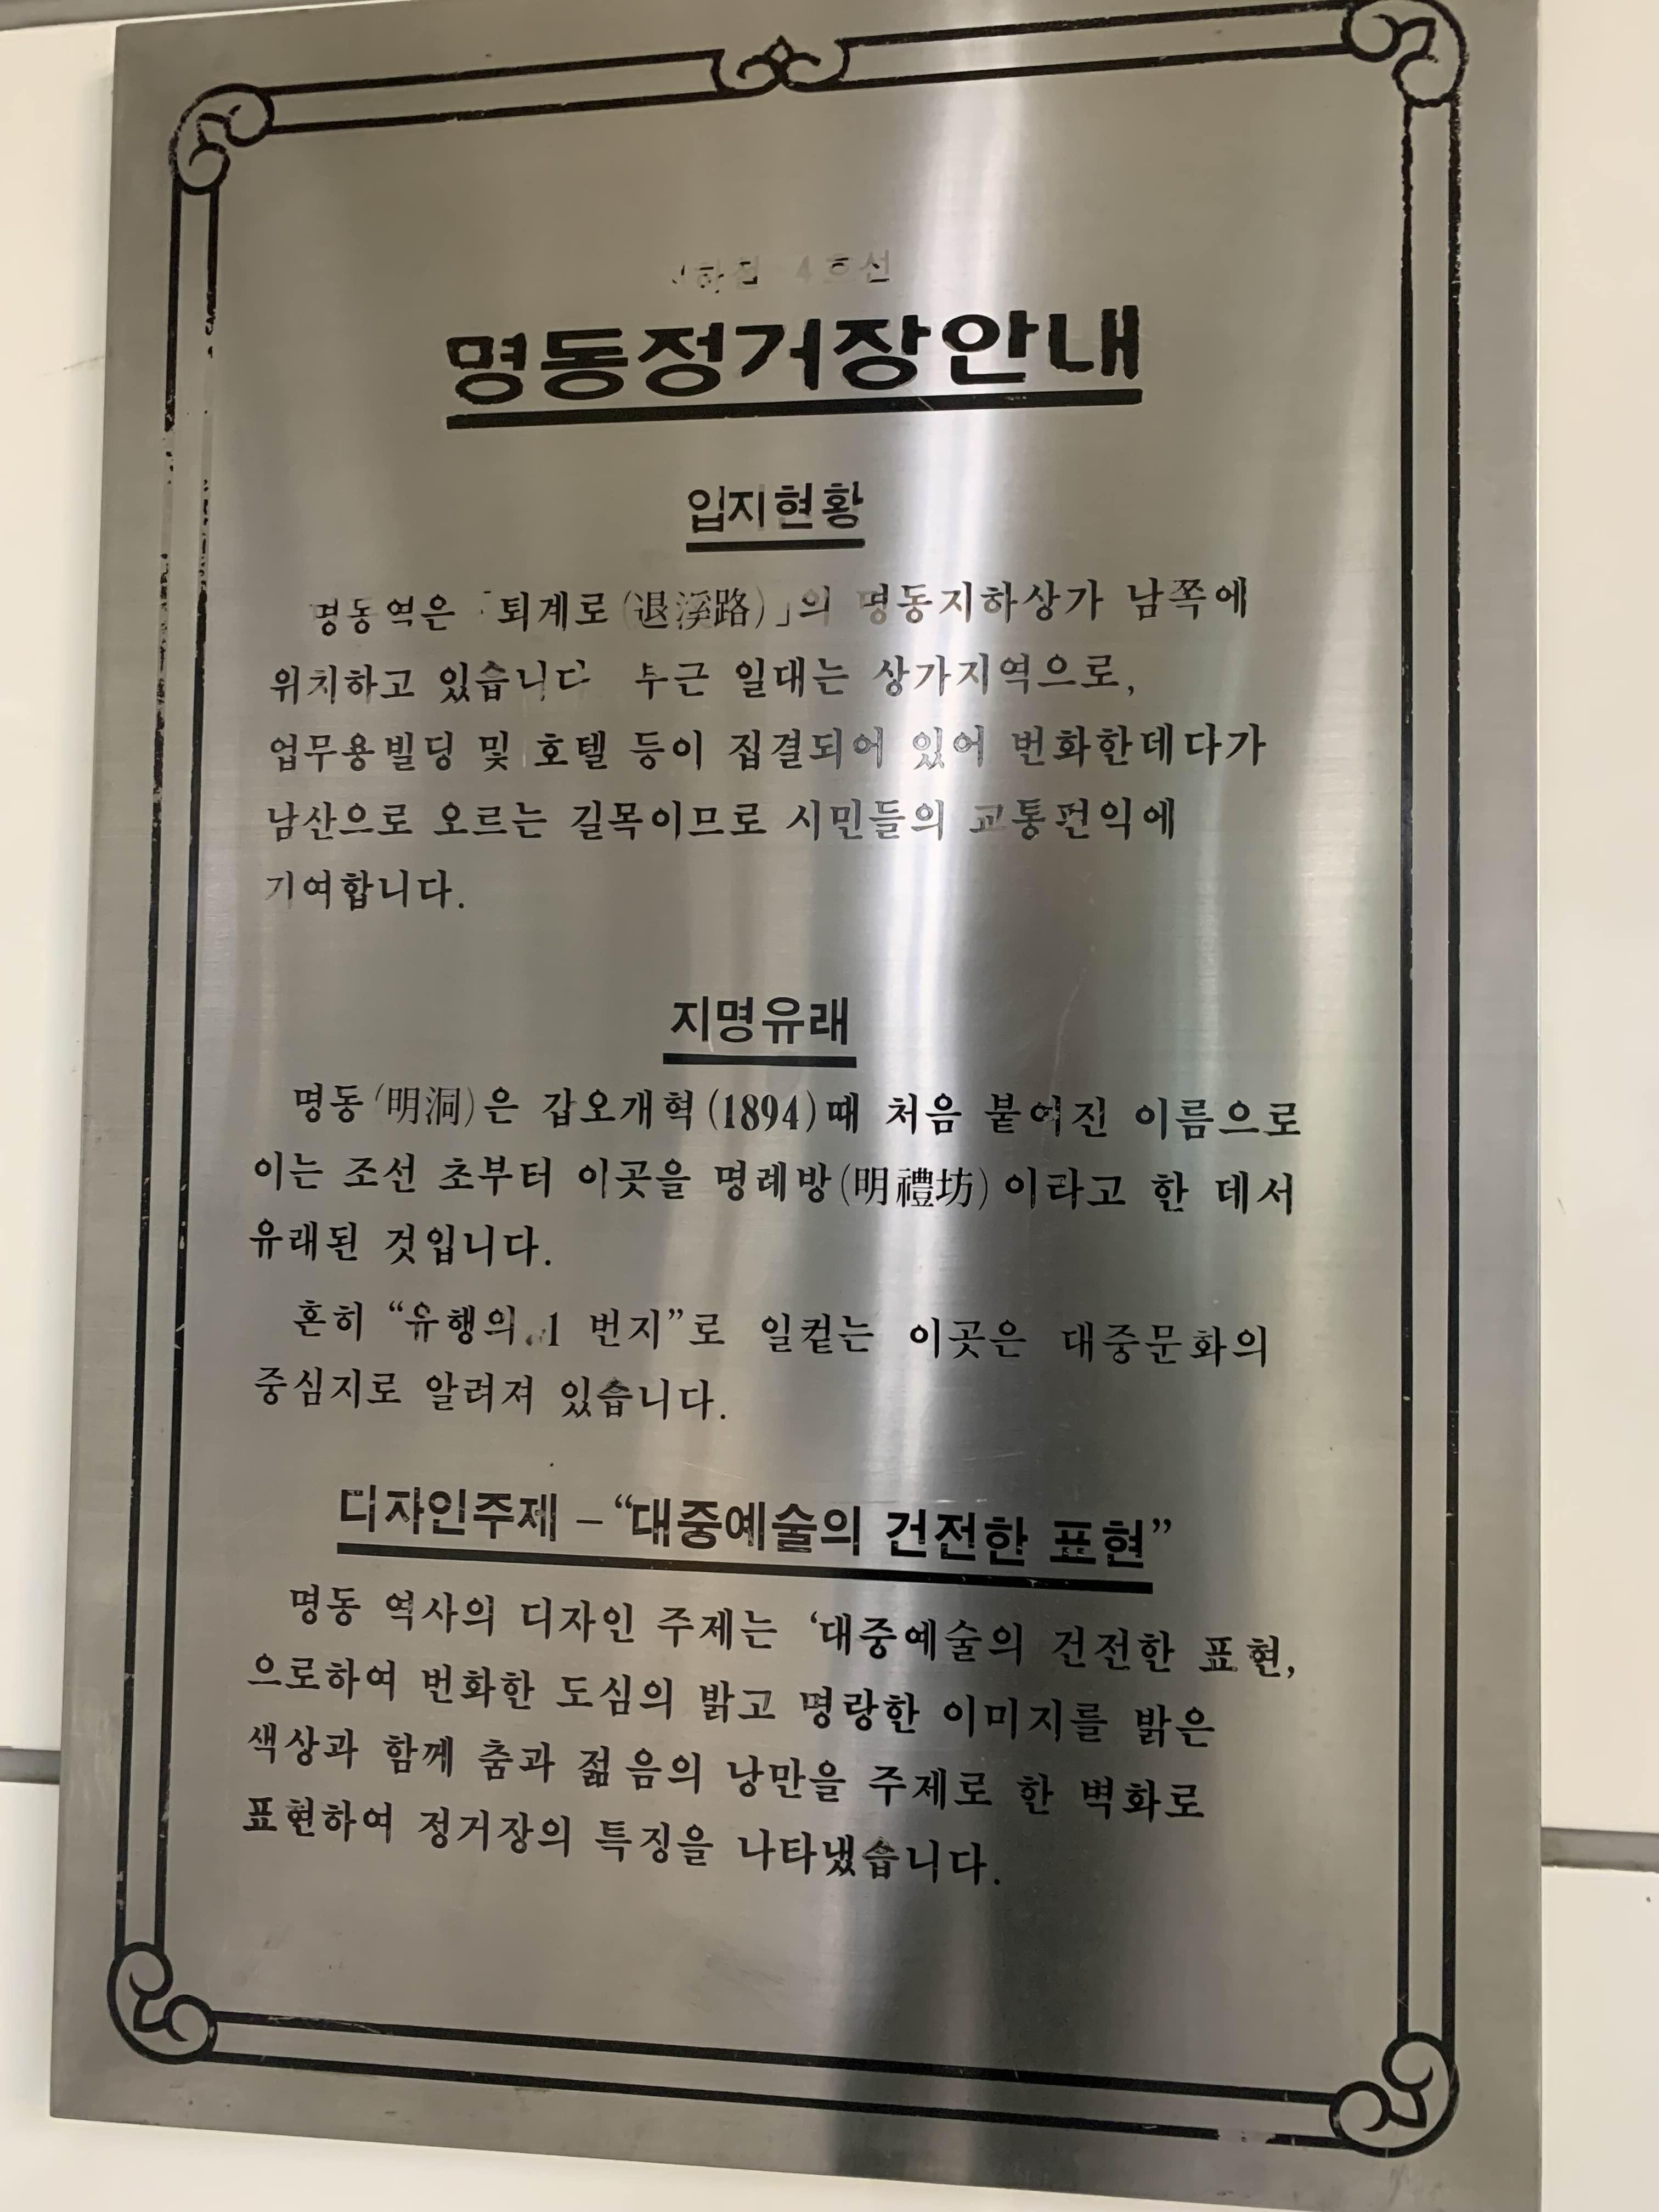 4호선
명동정거장안내
입지현황
명동역은 「퇴계로(退溪路)」의 명동지하상가 남쪽에
위치하고 있습니다 부근 일대는 상가지역으로,
업무용빌딩 및 호텔 등이 집결되어 있어 번화한데다가
남산으로 오르는 길목이므로 시민들의 교통편익에
기여합니다.
지명유래
명동(明洞)은 갑오개혁(1894)때 처음 붙여진 이름으로
이는 조선 초부터 이곳을 명례방(明禮坊)이라고 한 데서
유래된 것입니다.
흔히 “유행의 1 번지”로 일컽는 이곳은 대중문화의
중심지로 알려져 있습니다.
디자인주제 – “대중예술의 건전한 표현”
명동 역사의 디자인 주제는 ‘대중예술의 건전한 표현,
으로하여 번화한 도심의 밝고 명랑한 이미지를 밝은
색상과 함께 춤과 젊음의 낭만을 주제로 한 벽화로
표현하여 정거장의 특징을 나타냈습니다.